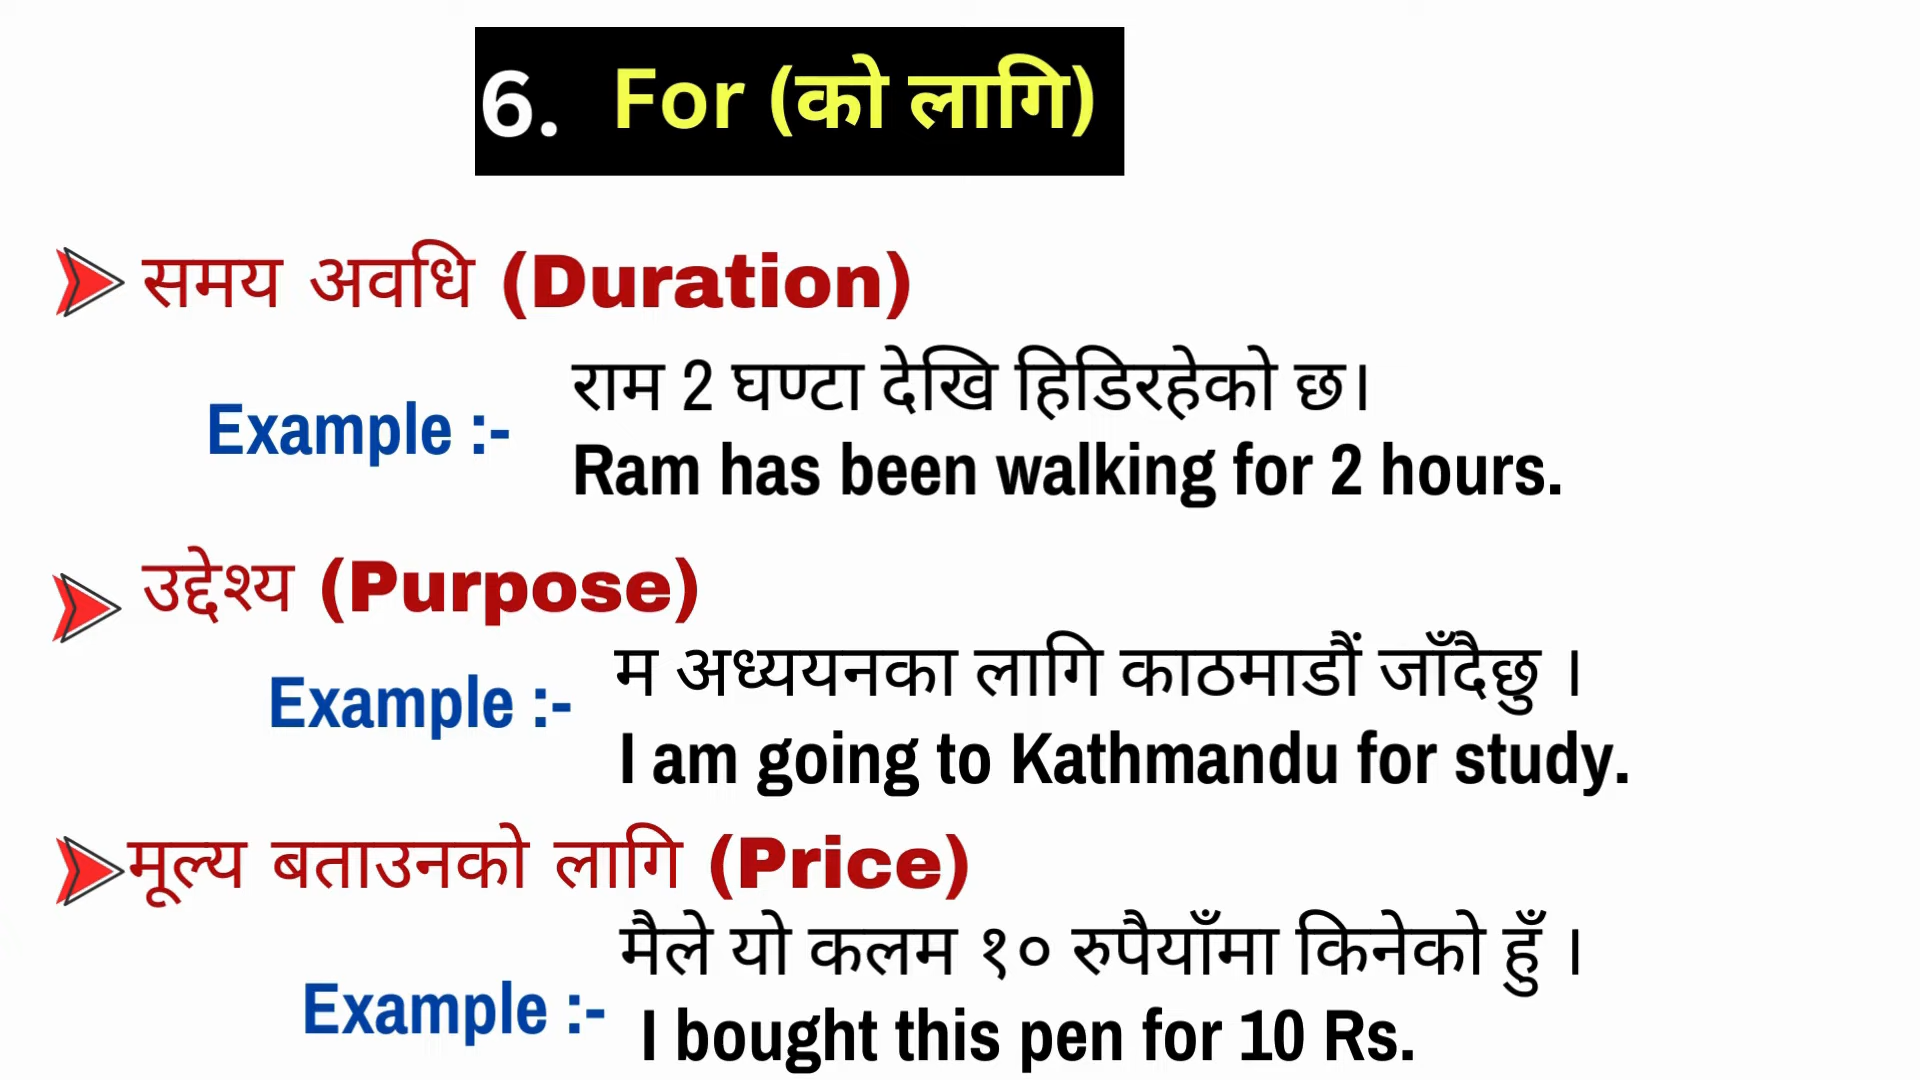 6. For (को लागि)
समय अवधि (Duration)
राम 2 घण्टा देखि हिडिरहेको छ।
Example :-
Ram has been walking for 2 hours.
उद्देश्य (Purpose)
म अध्ययनका लागि काठमाडौं जाँदैछु ।
Example :-
I am going to Kathmandu for study.
मूल्य बताउनको लागि (Price)
मैले यो कलम १० रुपैयाँमा किनेको हुँ ।
Example :-
I bought this pen for 10 Rs.